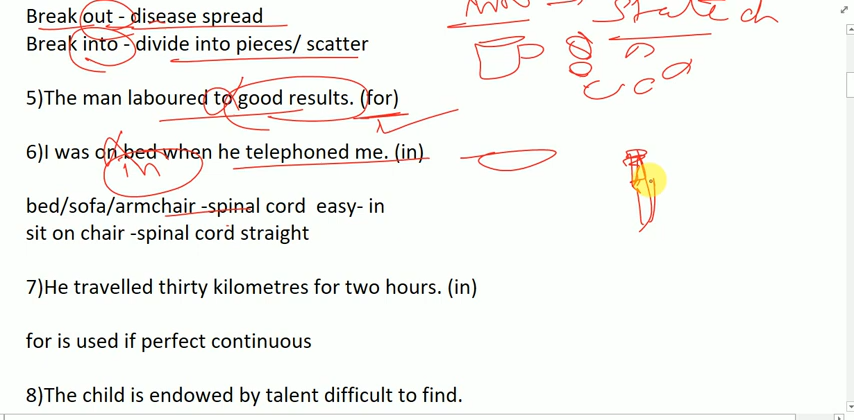 Stated
Break out - disease spread
Break into - divide into pieces/ scatter
5)The man laboured to good results. (for)
6)I was on bed when he telephoned me. (in)
in
bed/sofa/armchair -spinal cord  easy- in
sit on chair -spinal cord straight
7)He travelled thirty kilometres for two hours. (in)
for is used if perfect continuous
8)The child is endowed by talent difficult to find.